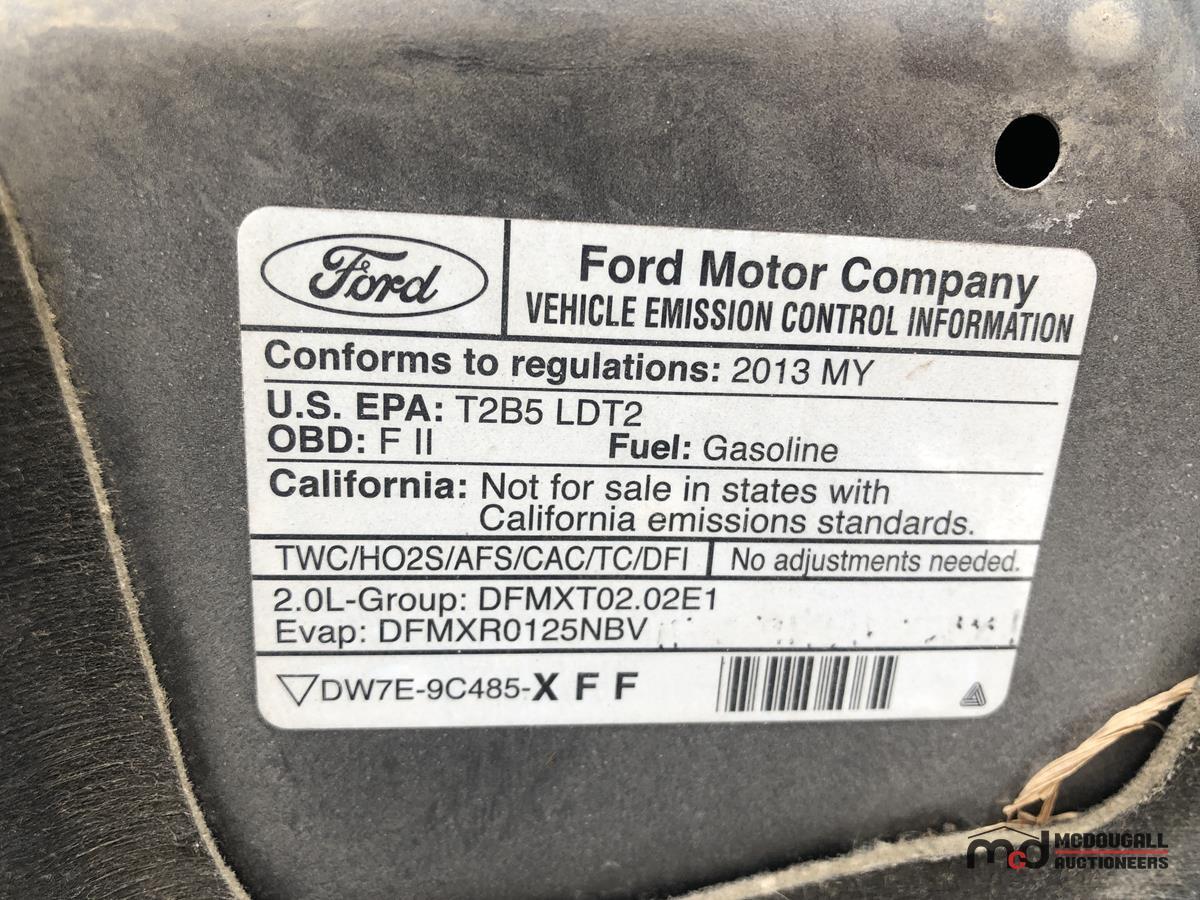 Ford
Ford Motor Company
VEHICLE EMISSION CONTROL INFORMATION
Conforms to regulations: 2013 MY
U.S. EPA: T2B5 LDT2
OBD: F II Fuel: Gasoline
California: Not for sale in states with
California emissions standards.
TWC/HO2S/AFS/CAC/TC/DFI No adjustments needed.
2.0L-Group: DFMXT02.02E1
Evap: DFMXR0125NBV
DW7E-9C485-X F F
mcd MCDOUGALL
AUCTIONEERS